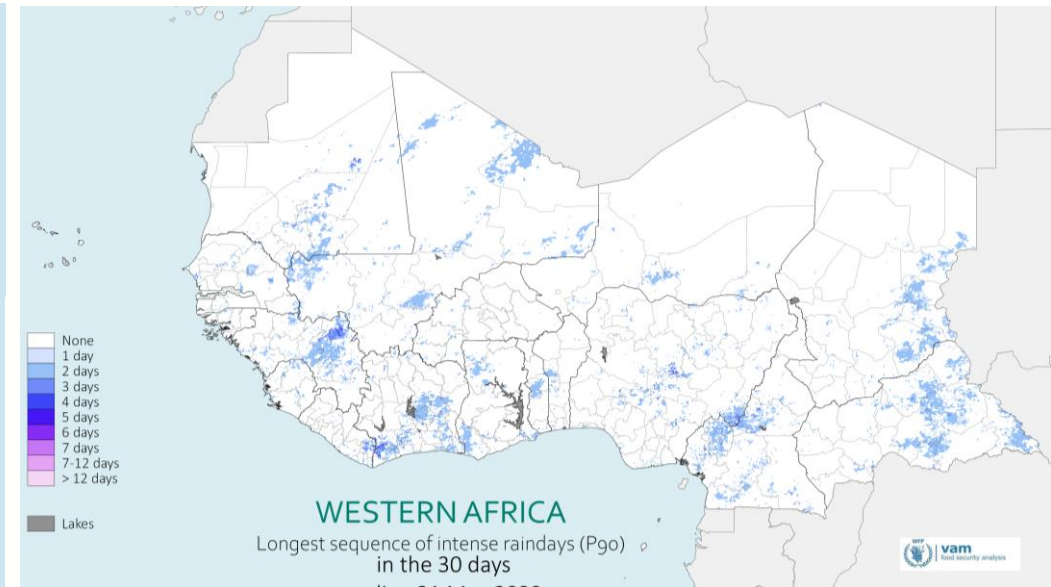 None
1 day
2 days
3 days
4 days
5 days
6 days
7 days
7-12 days
> 12 days
Lakes
WESTERN AFRICA
Longest sequence of intense raindays (P90)
in the 30 days
WFP
vam
food security analysis